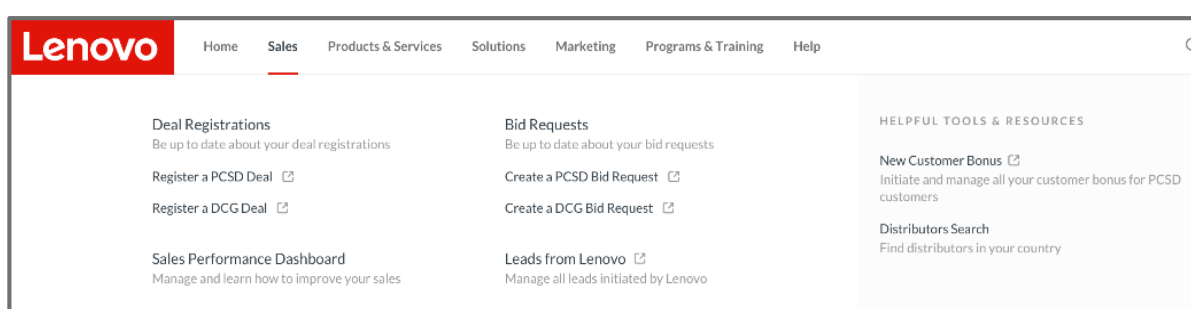 Lenovo
Home Sales Products & Services Solutions Marketing Programs & Training Help
Deal Registrations
Be up to date about your deal registrations
Register a PCSD Deal
Register a DCG Deal
Sales Performance Dashboard
Manage and learn how to improve your sales
Bid Requests
Be up to date about your bid requests
Create a PCSD Bid Request
Create a DCG Bid Request
Leads from Lenovo
Manage all leads initiated by Lenovo
HELPFUL TOOLS & RESOURCES
New Customer Bonus
Initiate and manage all your customer bonus for PCSD
customers
Distributors Search
Find distributors in your country